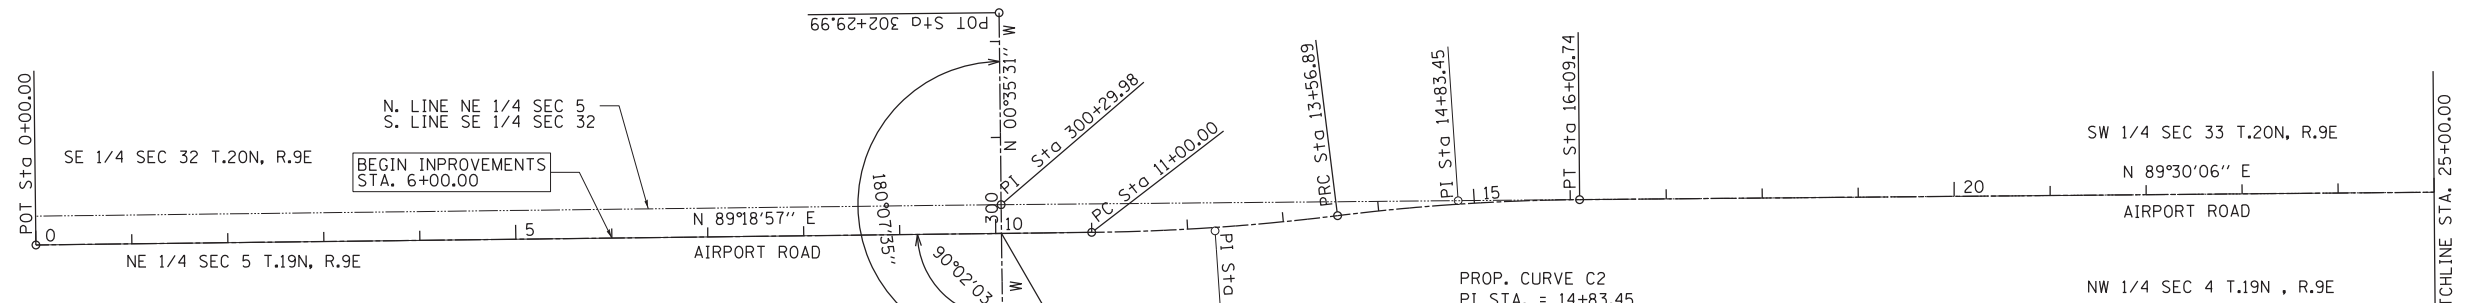 POT Sta 302+29.99
N 00°35'31" W
POT Sta 0+00.00
N. LINE NE 1/4 SEC 5
S. LINE SE 1/4 SEC 32
SE 1/4 SEC 32 T.20N, R.9E
BEGIN INPROVEMENTS
STA. 6+00.00
PI Sta 300+29.98
PC Sta 11+00.00
PRC Sta 13+56.89
PI Sta 14+83.45
PT Sta 16+09.74
SW 1/4 SEC 33 T.20N, R.9E
N 89°30'06" E
AIRPORT ROAD
TCHLINE STA. 25+00.00
0
5
300
10
15
20
N 89°18'57" E
AIRPORT ROAD
180°07'35"
90°02'03
W
PI Sta
NE 1/4 SEC 5 T.19N, R.9E
PROP. CURVE C2
PI STA. = 14+83.45
NW 1/4 SEC 4 T.19N , R.9E